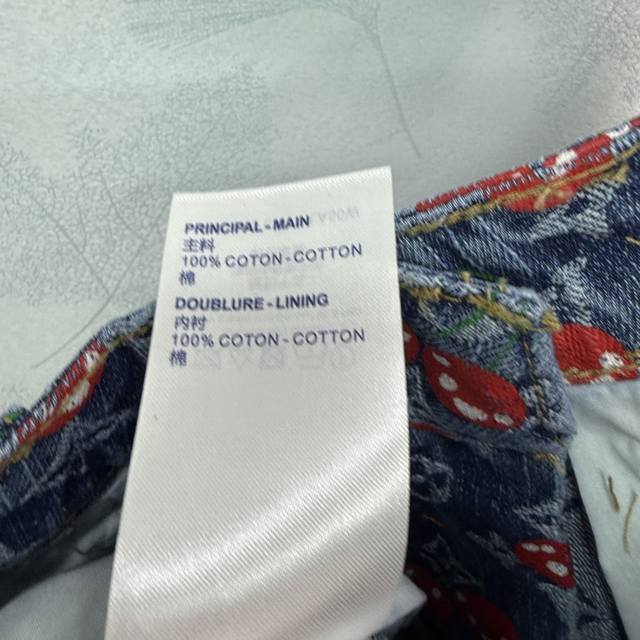 PRINCIPAL - MAIN
主料
100% COTON - COTTON
棉
DOUBLURE - LINING
内衬
100% COTON - COTTON
棉